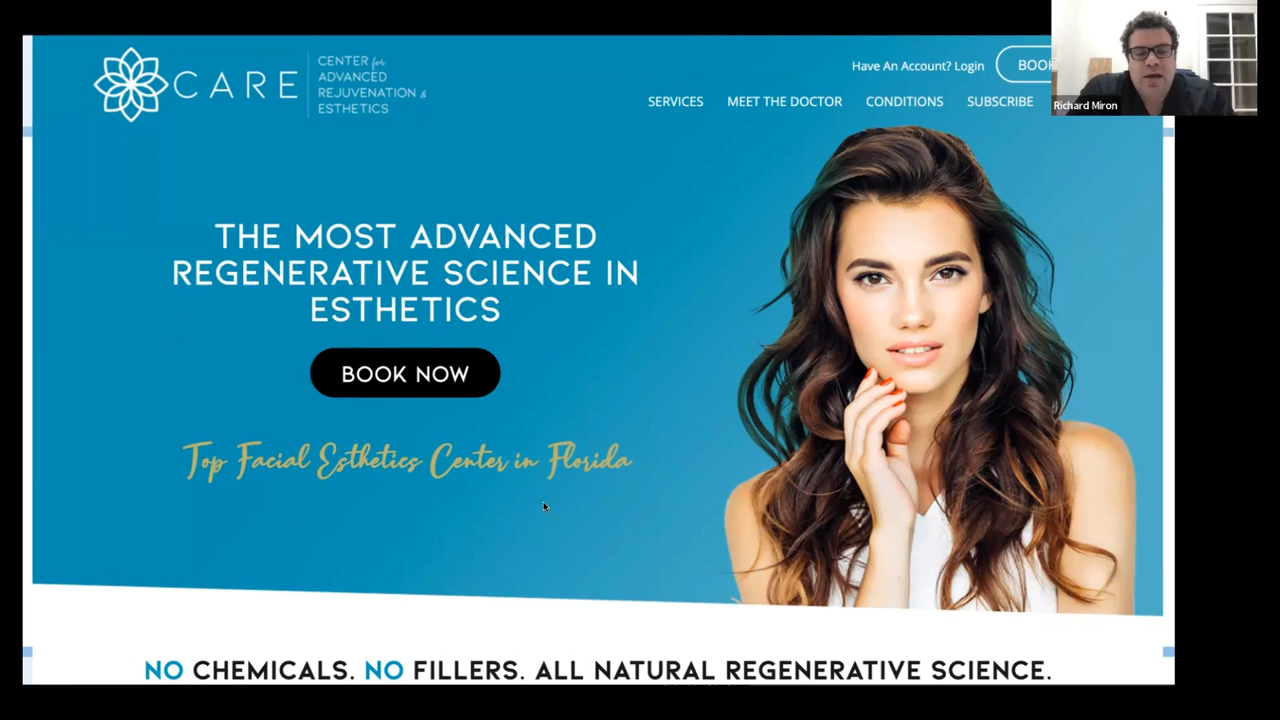 CARE
CENTER for
ADVANCED
REJUVENATION &
ESTHETICS
Have An Account? Login
BOOK
SERVICES
MEET THE DOCTOR
CONDITIONS
SUBSCRIBE
Richard Miron
THE MOST ADVANCED
REGENERATIVE SCIENCE IN
ESTHETICS
BOOK NOW
Top Facial Esthetics Center in Florida
NO CHEMICALS. NO FILLERS. ALL NATURAL REGENERATIVE SCIENCE.